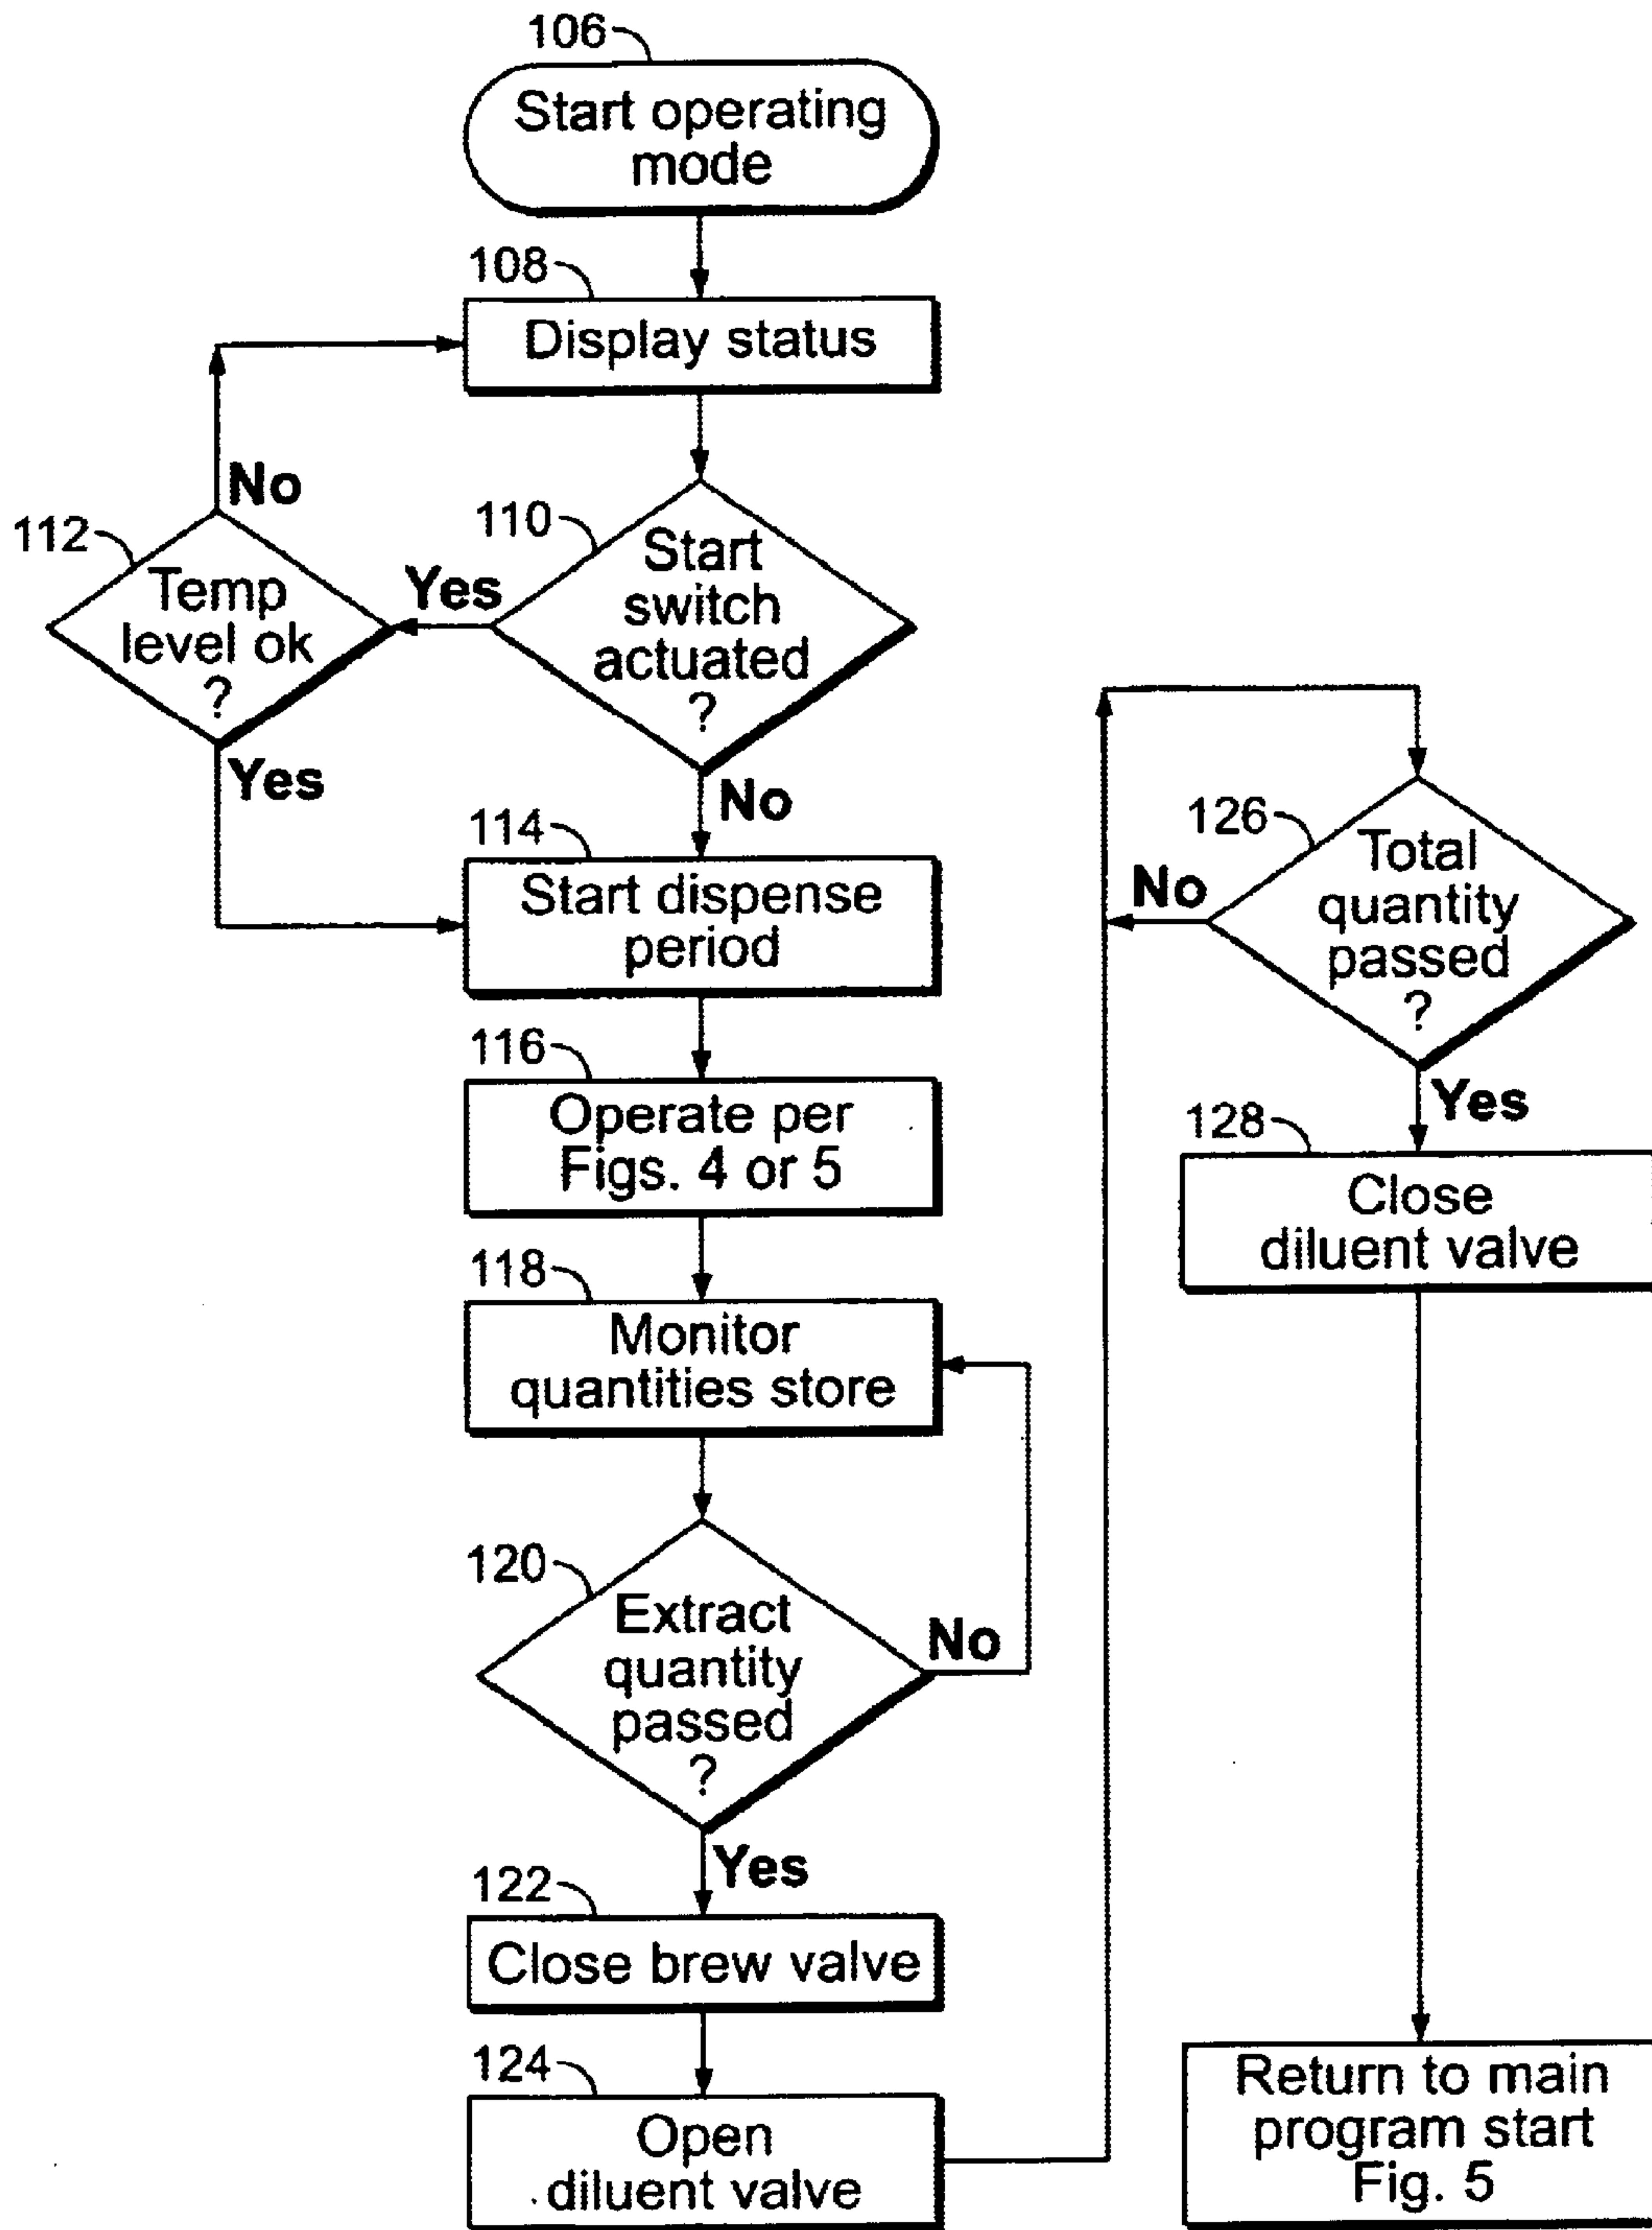 106
Start operating
mode
108
Display status
No
112
Temp
level ok
?
Yes
110
Start
switch
actuated
?
Yes
No
114
Start dispense
period
116
Operate per
Figs. 4 or 5
118
Monitor
quantities store
120
Extract
quantity
passed
?
No
Yes
122
Close brew valve
124
Open
diluent valve
126
Total
quantity
passed
?
No
Yes
128
Close
diluent valve
Return to main
program start
Fig. 5